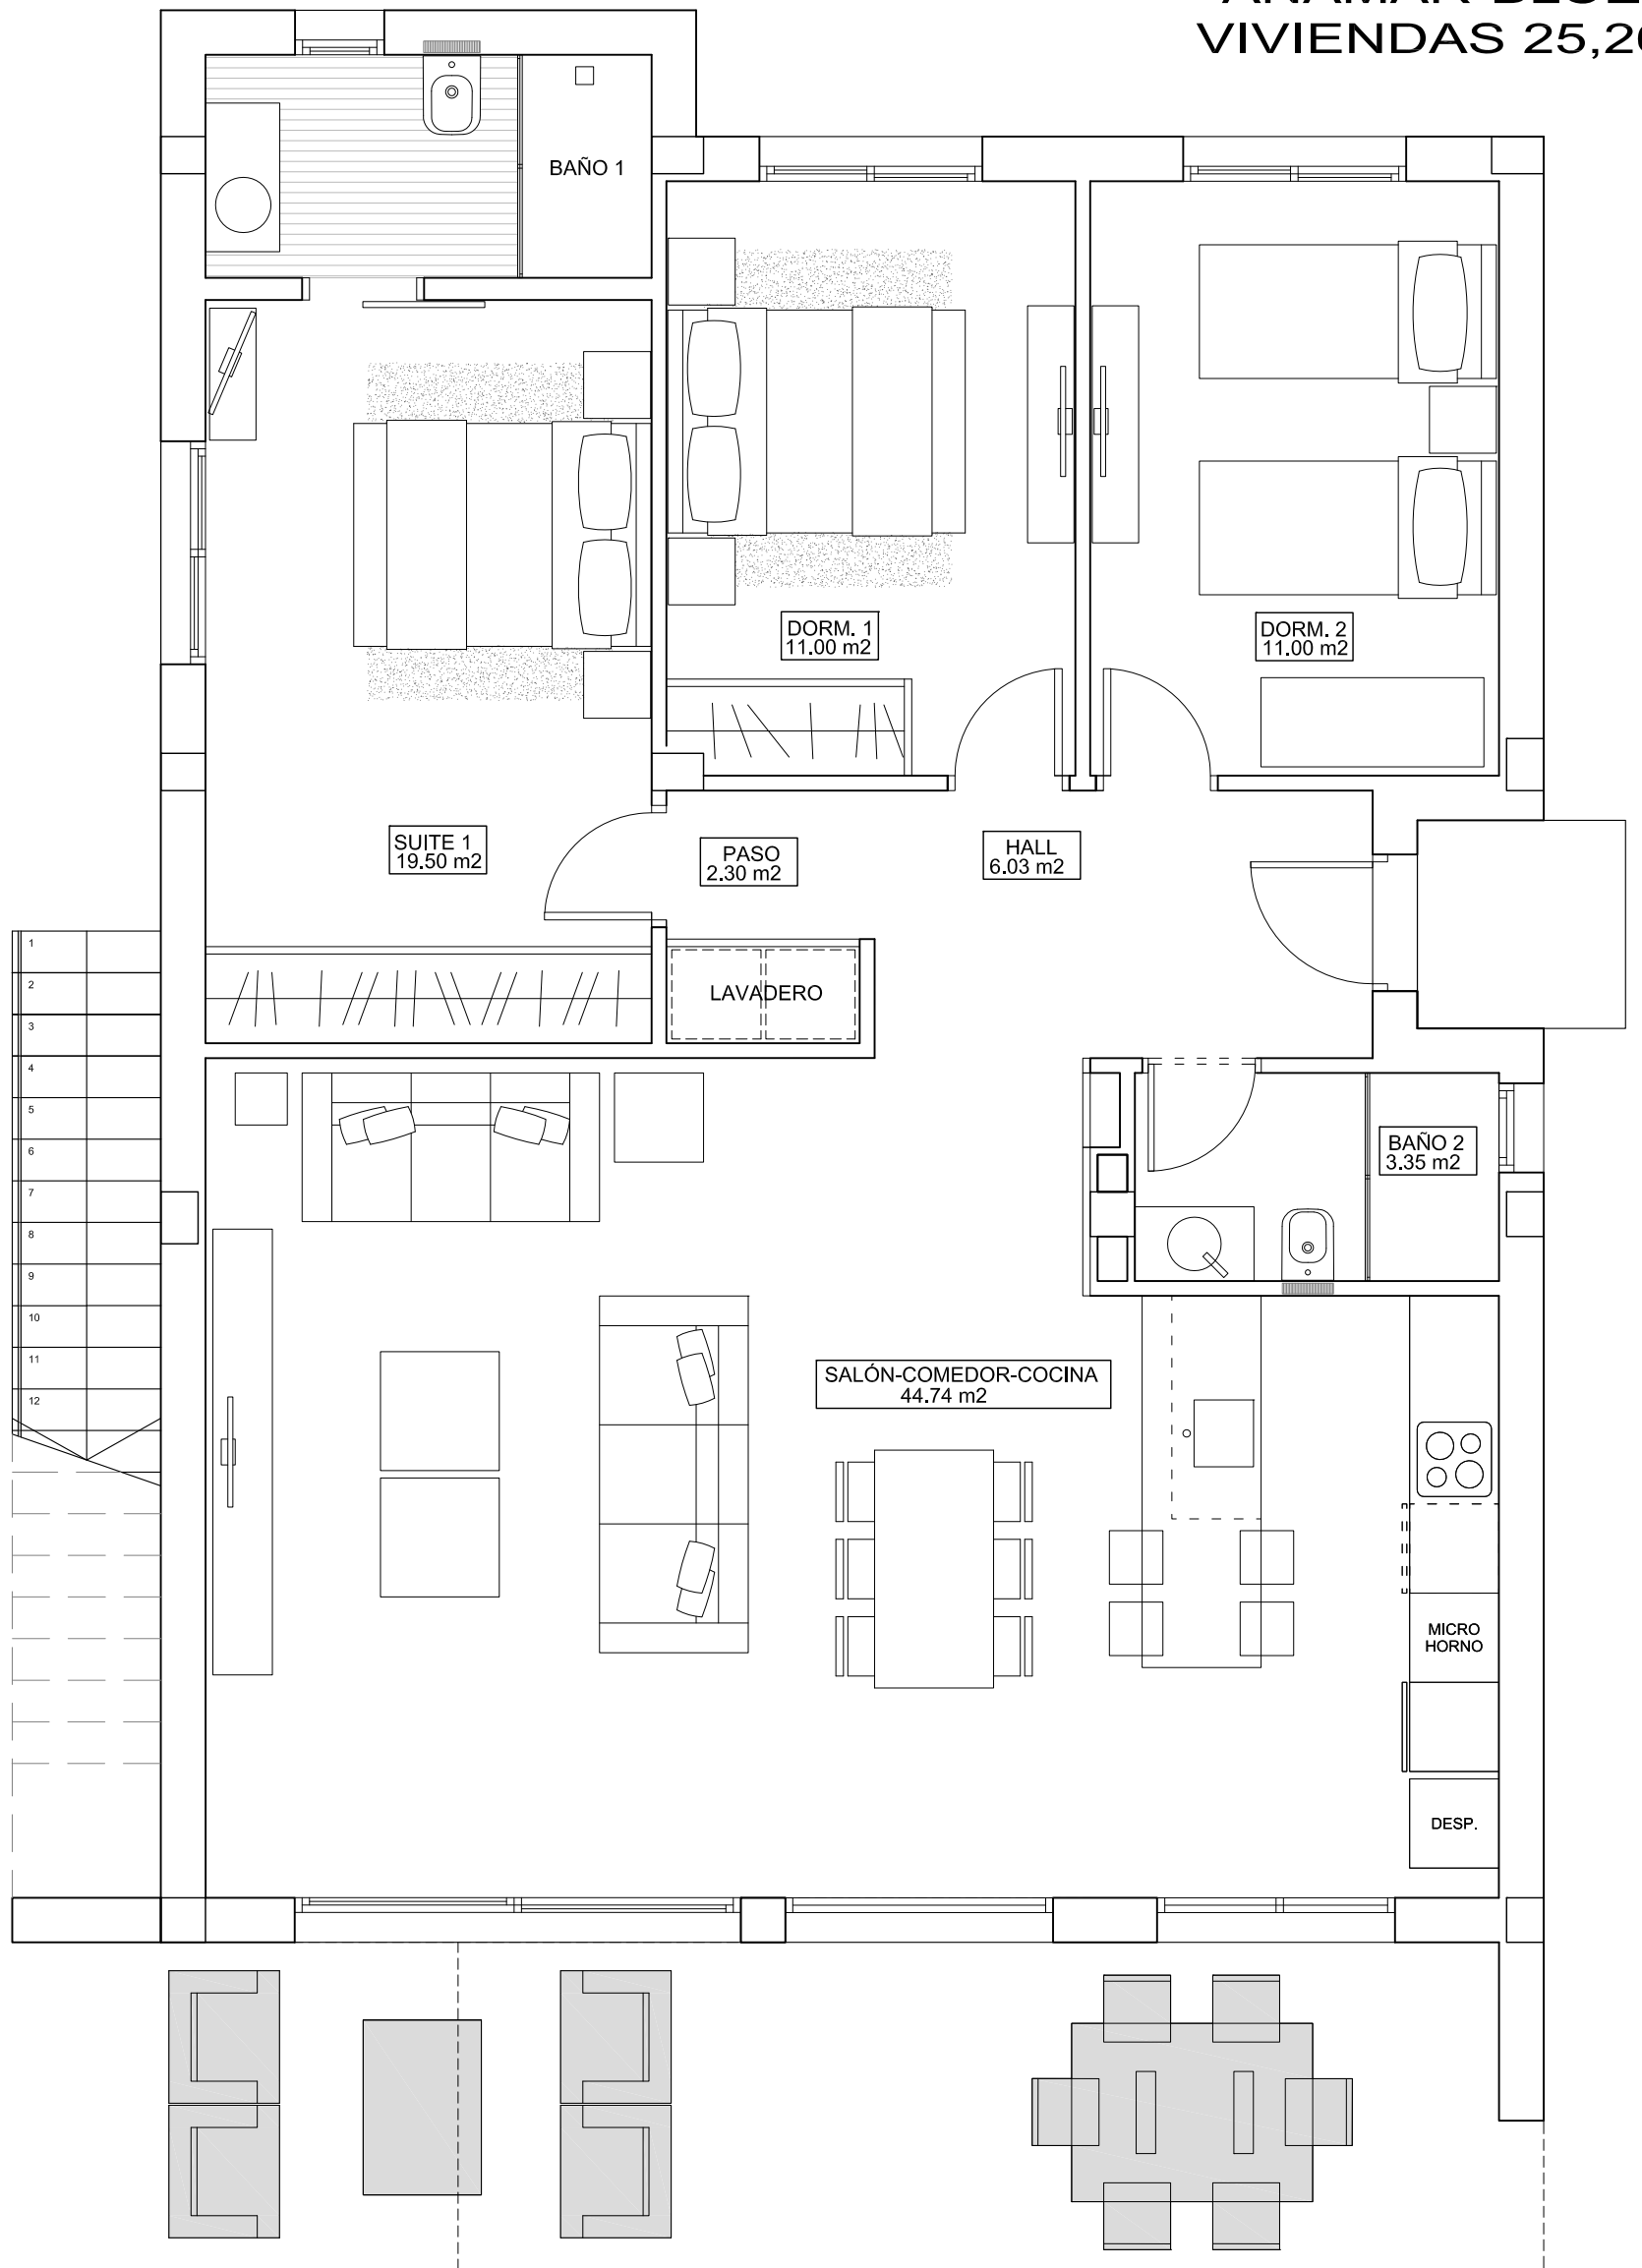 VIVIENDAS
BAÑO 1
DORM. 1
11.00 m2
DORM. 2
11.00 m2
SUITE 1
19.50 m2
PASO
2.30 m2
HALL
6.03 m2
LAVADERO
1
2
3
4
5
6
7
8
9
10
11
12
BAÑO 2
3.35 m2
SALÓN-COMEDOR-COCINA
44.74 m2
MICRO
HORNO
DESP.